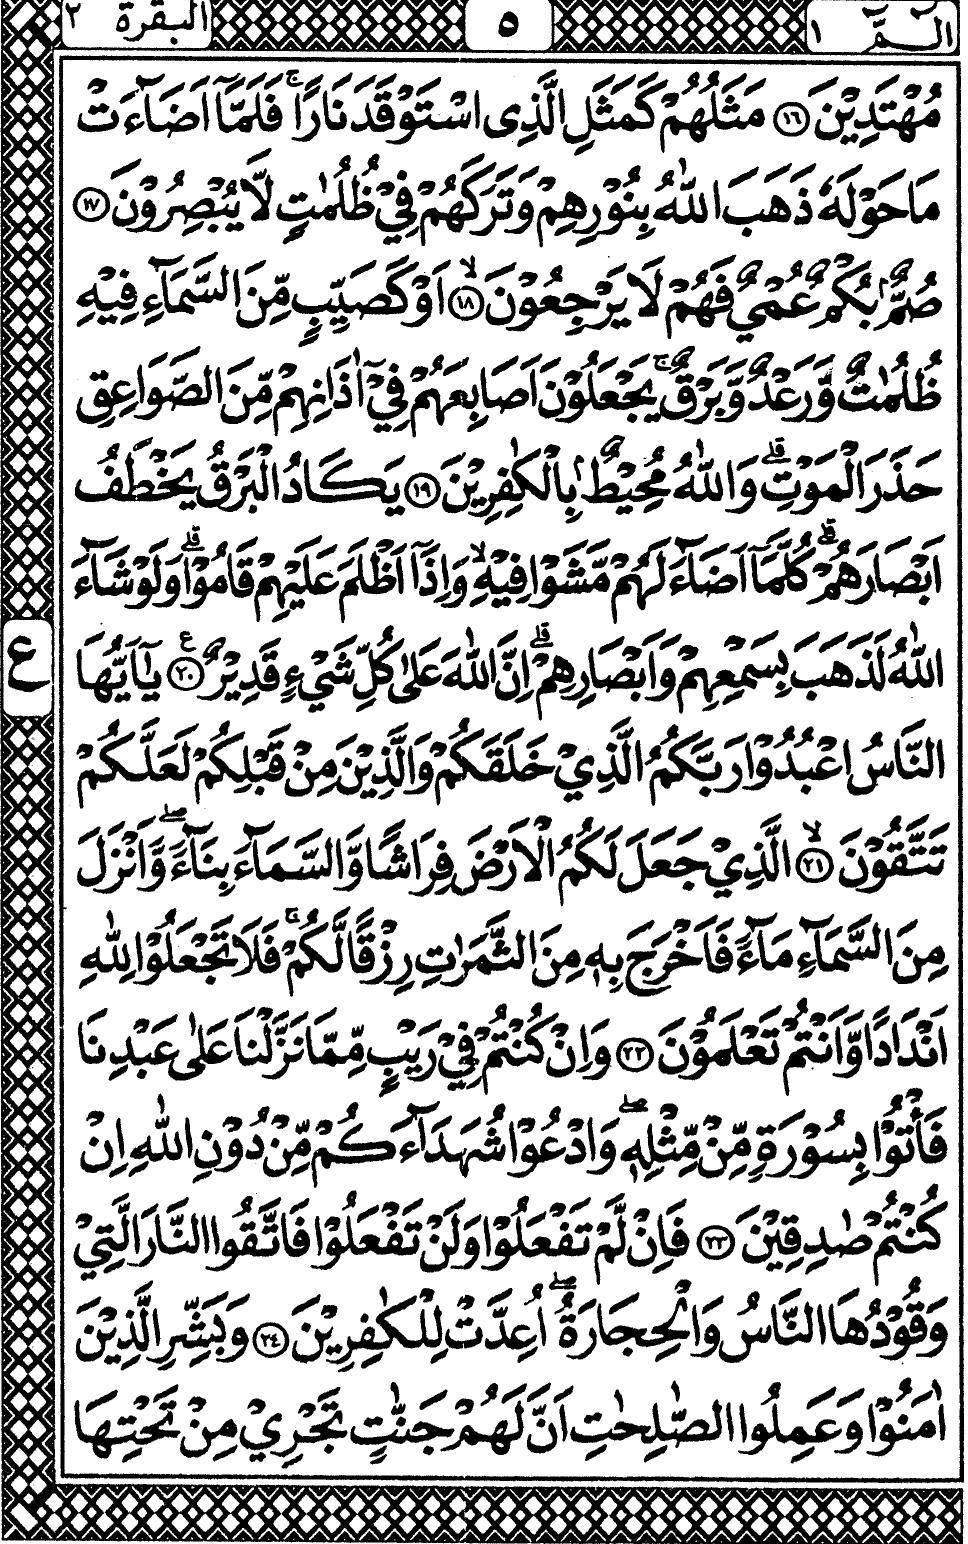 الٓمّٓ ١ ٥ البقرة ٢
مُهْتَدِيْنَ ﴿١٦﴾ مَثَلُهُمْ كَمَثَلِ الَّذِى اسْتَوْقَدَ نَارًا ۚ فَلَمَّاۤ اَضَآءَتْ
مَا حَوْلَهٗ ذَهَبَ اللّٰهُ بِنُوْرِهِمْ وَتَرَكَهُمْ فِيْ ظُلُمٰتٍ لَّا يُبْصِرُوْنَ ﴿١٧﴾
صُمٌّۢ بُكْمٌ عُمْيٌ فَهُمْ لَا يَرْجِعُوْنَ ۙ﴿١٨﴾ اَوْ كَصَيِّبٍ مِّنَ السَّمَآءِ فِيْهِ
ظُلُمٰتٌ وَّرَعْدٌ وَّبَرْقٌ ۚ يَجْعَلُوْنَ اَصَابِعَهُمْ فِيْۤ اٰذَانِهِمْ مِّنَ الصَّوَاعِقِ
حَذَرَ الْمَوْتِ ؕ وَاللّٰهُ مُحِيْطٌۢ بِالْكٰفِرِيْنَ ﴿١٩﴾ يَكَادُ الْبَرْقُ يَخْطَفُ
اَبْصَارَهُمْ ؕ كُلَّمَاۤ اَضَآءَ لَهُمْ مَّشَوْا فِيْهِ ۙ وَاِذَاۤ اَظْلَمَ عَلَيْهِمْ قَامُوْا ؕ وَلَوْ شَآءَ
اللّٰهُ لَذَهَبَ بِسَمْعِهِمْ وَاَبْصَارِهِمْ ؕ اِنَّ اللّٰهَ عَلٰى كُلِّ شَيْءٍ قَدِيْرٌ ﴿٢٠﴾ ع يٰۤاَيُّهَا
ع
النَّاسُ اعْبُدُوْا رَبَّكُمُ الَّذِيْ خَلَقَكُمْ وَالَّذِيْنَ مِنْ قَبْلِكُمْ لَعَلَّكُمْ
تَتَّقُوْنَ ۙ﴿٢١﴾ الَّذِيْ جَعَلَ لَكُمُ الْاَرْضَ فِرَاشًا وَّالسَّمَآءَ بِنَآءً ۖ وَّاَنْزَلَ
مِنَ السَّمَآءِ مَآءً فَاَخْرَجَ بِهٖ مِنَ الثَّمَرٰتِ رِزْقًا لَّكُمْ ۚ فَلَا تَجْعَلُوْا لِلّٰهِ
اَنْدَادًا وَّاَنْتُمْ تَعْلَمُوْنَ ﴿٢٢﴾ وَاِنْ كُنْتُمْ فِيْ رَيْبٍ مِّمَّا نَزَّلْنَا عَلٰى عَبْدِنَا
فَأْتُوْا بِسُوْرَةٍ مِّنْ مِّثْلِهٖ ۖ وَادْعُوْا شُهَدَآءَكُمْ مِّنْ دُوْنِ اللّٰهِ اِنْ
كُنْتُمْ صٰدِقِيْنَ ﴿٢٣﴾ فَاِنْ لَّمْ تَفْعَلُوْا وَلَنْ تَفْعَلُوْا فَاتَّقُوا النَّارَ الَّتِيْ
وَقُوْدُهَا النَّاسُ وَالْحِجَارَةُ ۖ اُعِدَّتْ لِلْكٰفِرِيْنَ ﴿٢٤﴾ وَبَشِّرِ الَّذِيْنَ
اٰمَنُوْا وَعَمِلُوا الصّٰلِحٰتِ اَنَّ لَهُمْ جَنّٰتٍ تَجْرِيْ مِنْ تَحْتِهَا